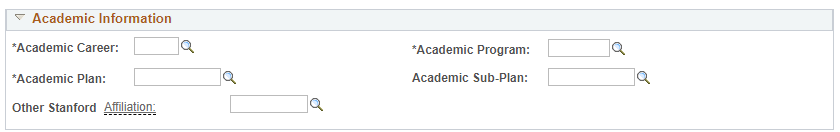 Academic Information
*Academic Career: *Academic Program:
*Academic Plan: Academic Sub-Plan:
Other Stanford Affiliation: